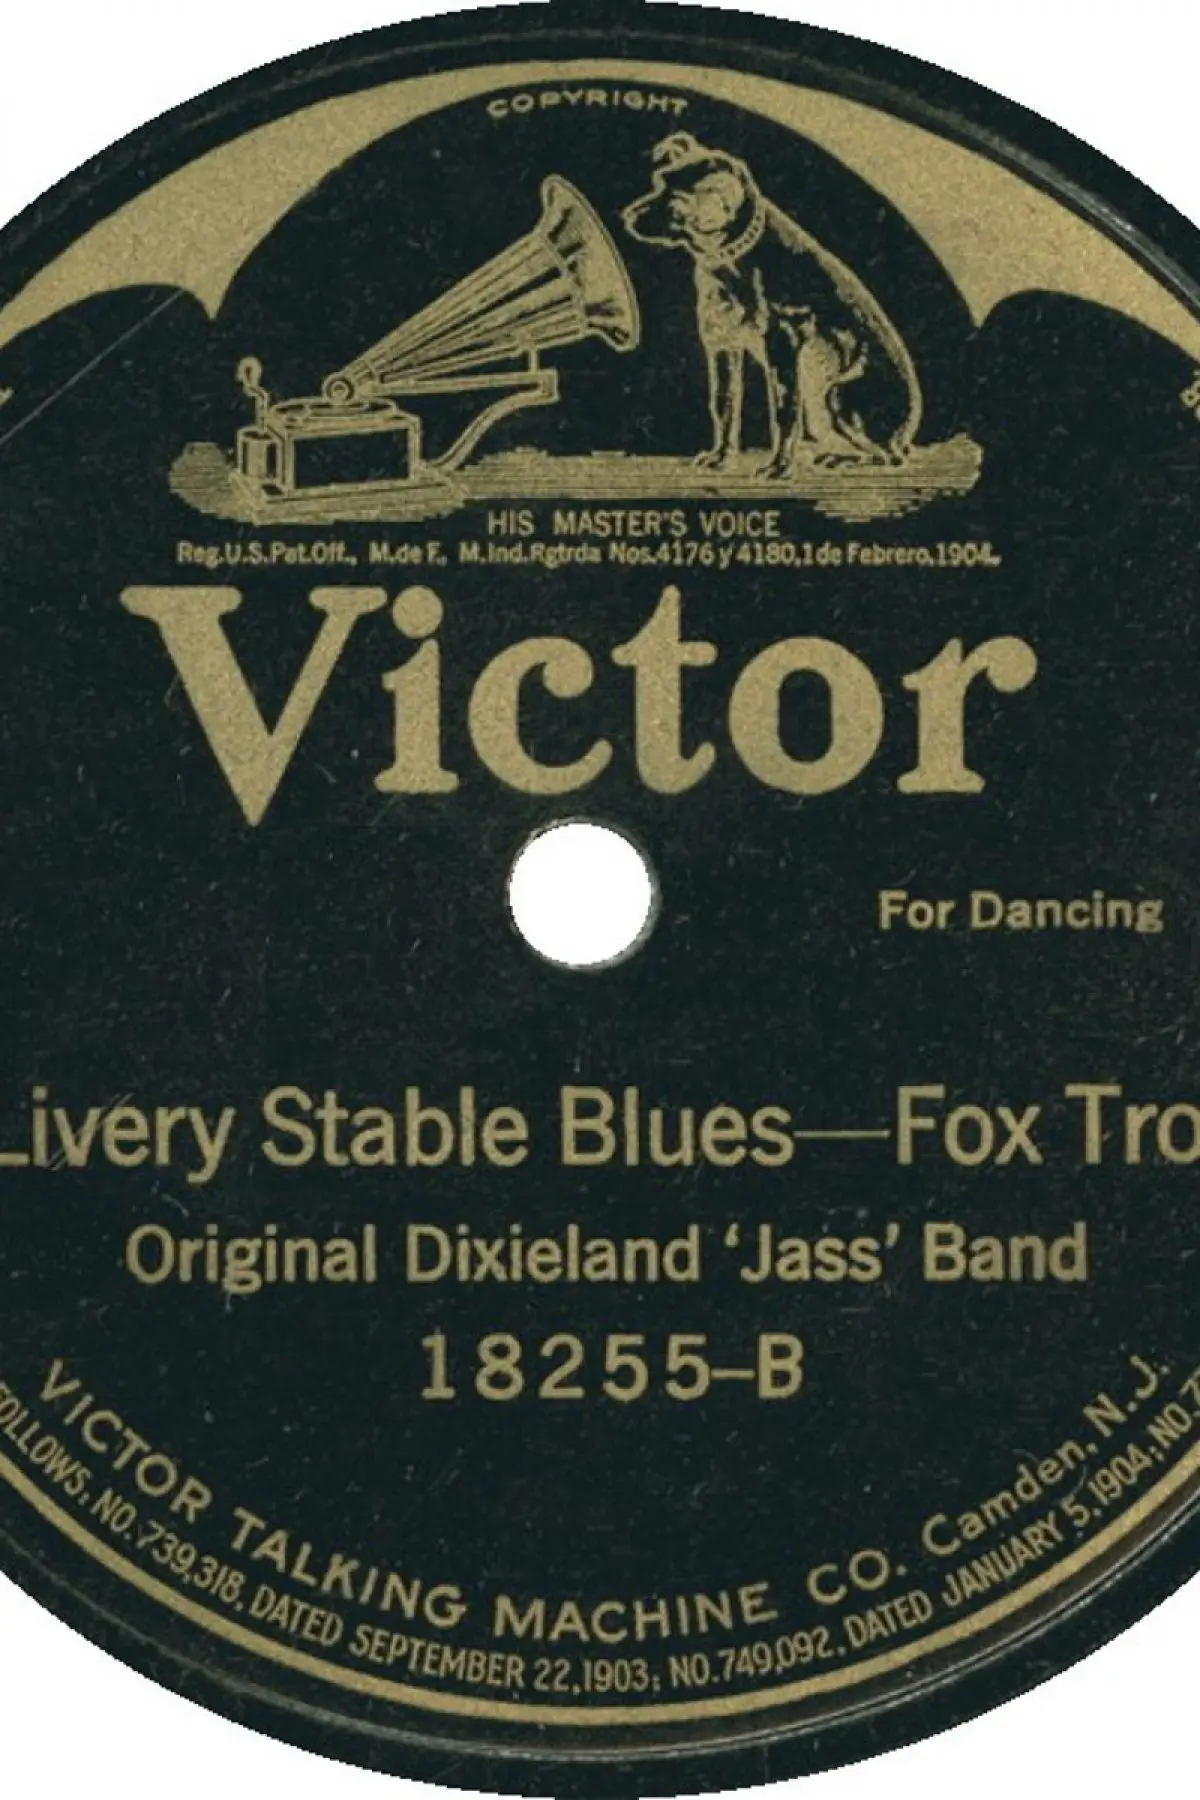 COPYRIGHT
HIS MASTER'S VOICE
Reg.U.S.Pat.Off., M.de F., M.Ind.Rgtrda Nos.4176 y 4180,1 de Febrero,1904.
Victor
For Dancing
Livery Stable Blues—Fox Tro
Original Dixieland ‘Jass’ Band
18255–B
VICTOR TALKING MACHINE CO. Camden, N.J.
FOLLOWS: NO.739,318, DATED SEPTEMBER 22,1903; NO.749,092, DATED JANUARY 5,1904; NO.